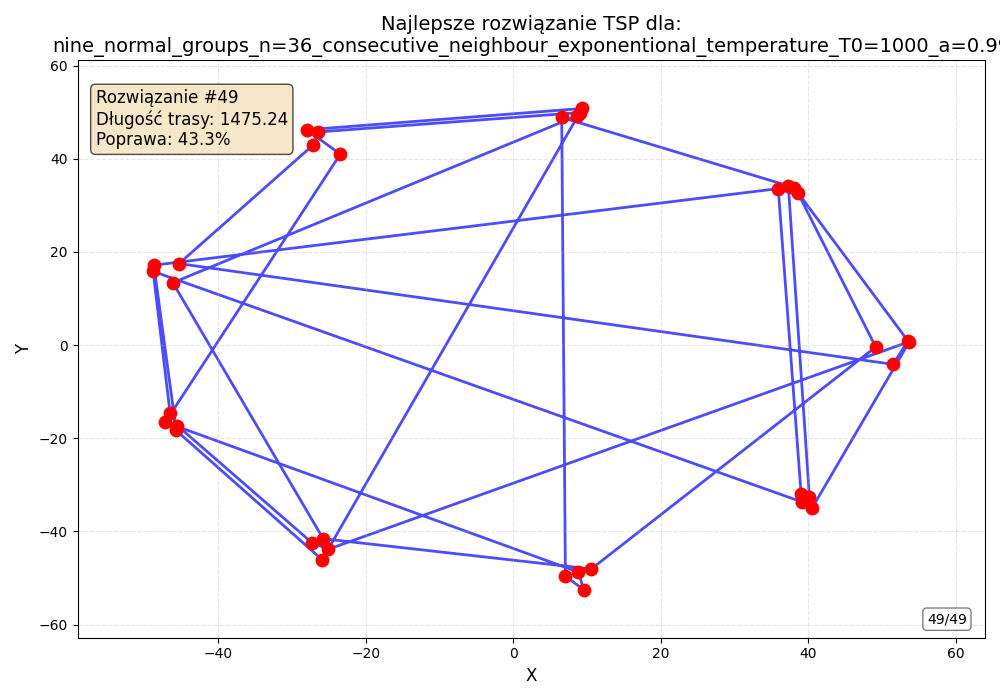 Najlepsze rozwiązanie TSP dla:
nine_normal_groups_n=36_consecutive_neighbour_exponentional_temperature_T0=1000_a=0.9
Rozwiązanie #49
Długość trasy: 1475.24
Poprawa: 43.3%
60
40
20
0
−20
−40
−60
Y
49/49
−40
−20
0
20
40
60
X